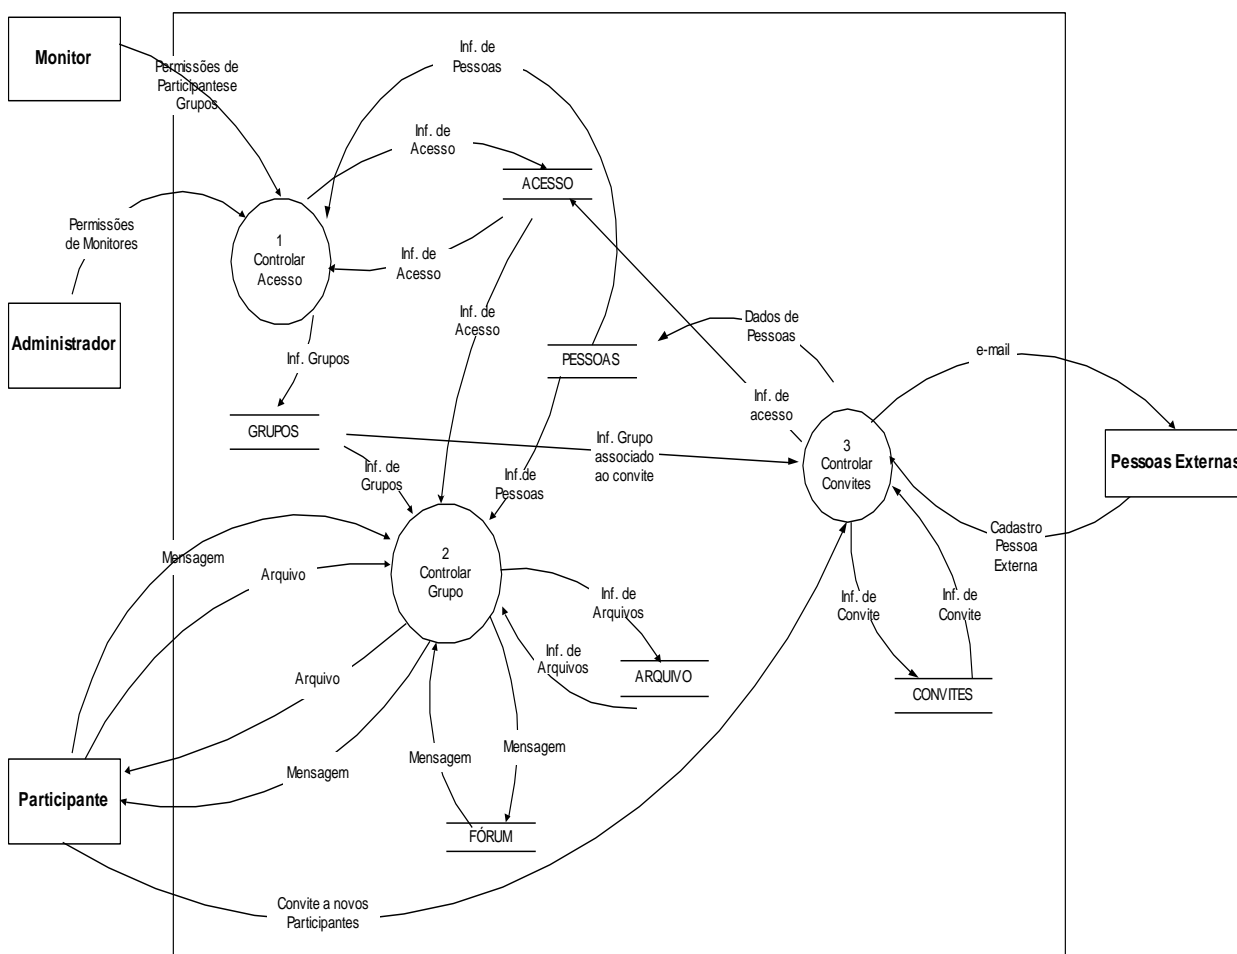 Monitor
Permissões de
Participantese
Grupos
Inf. de
Pessoas
Inf. de
Acesso
ACESSO
Permissões
de Monitores
1
Controlar
Acesso
Inf. de
Acesso
Inf. de
Acesso
Administrador
Inf. Grupos
PESSOAS
Dados de
Pessoas
e-mail
Inf. de
acesso
GRUPOS
Inf. Grupo
associado
ao convite
3
Controlar
Convites
Pessoas Externas
Inf. de
Grupos
Inf.de
Pessoas
Mensagem
Arquivo
2
Controlar
Grupo
Cadastro
Pessoa
Externa
Inf. de
Arquivos
Inf. de
Convite
Inf. de
Convite
Inf. de
Arquivos
ARQUIVO
CONVITES
Arquivo
Mensagem
Mensagem
Mensagem
Participante
FÓRUM
Convite a novos
Participantes